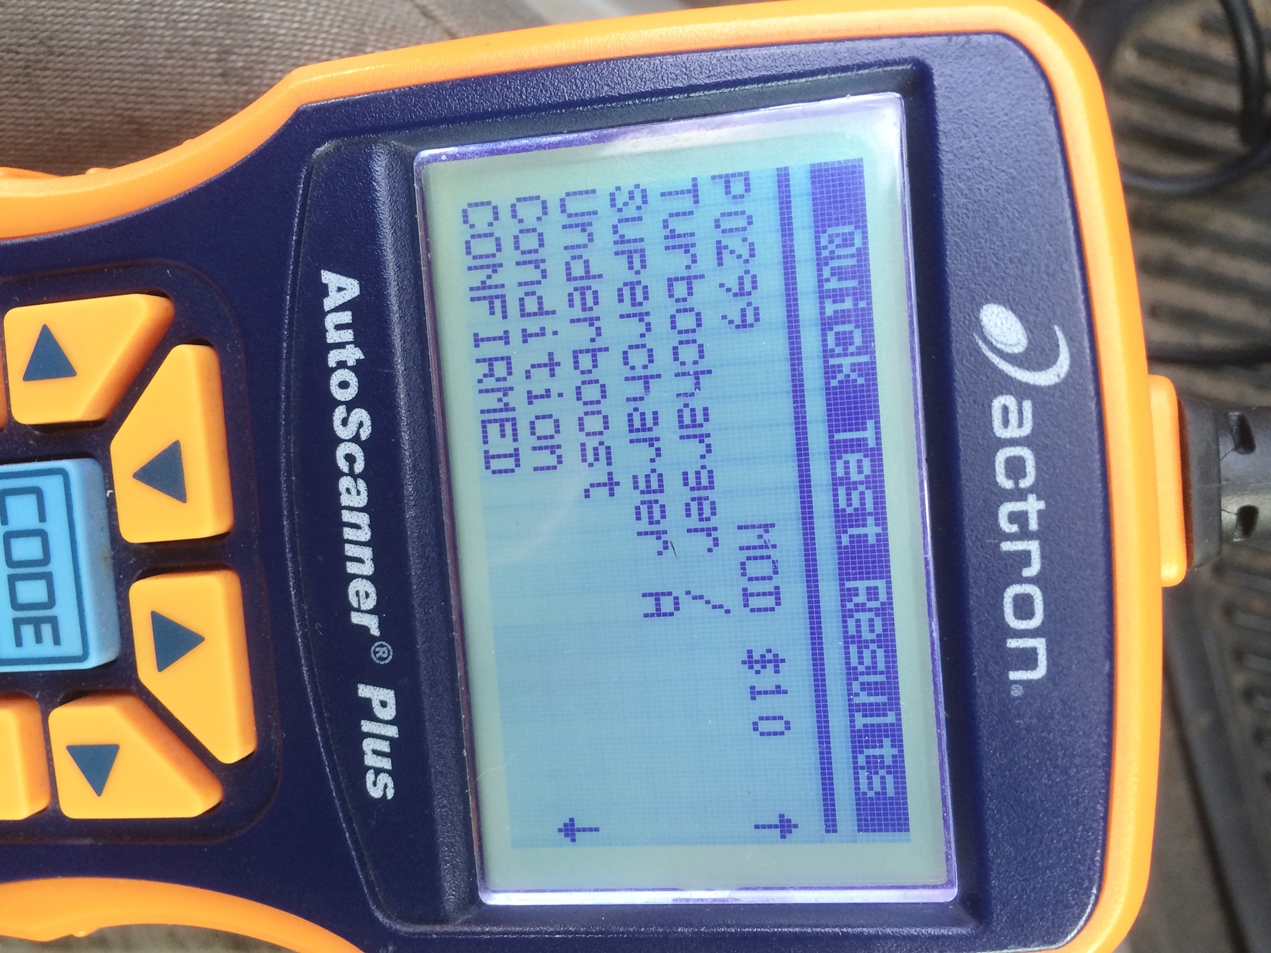 actron®
Quick Test Results
P0299 MOD $10
Turbocharger /
Supercharger A
Underboost
Condition
CONFIRMED
AutoScanner® Plus
CODE